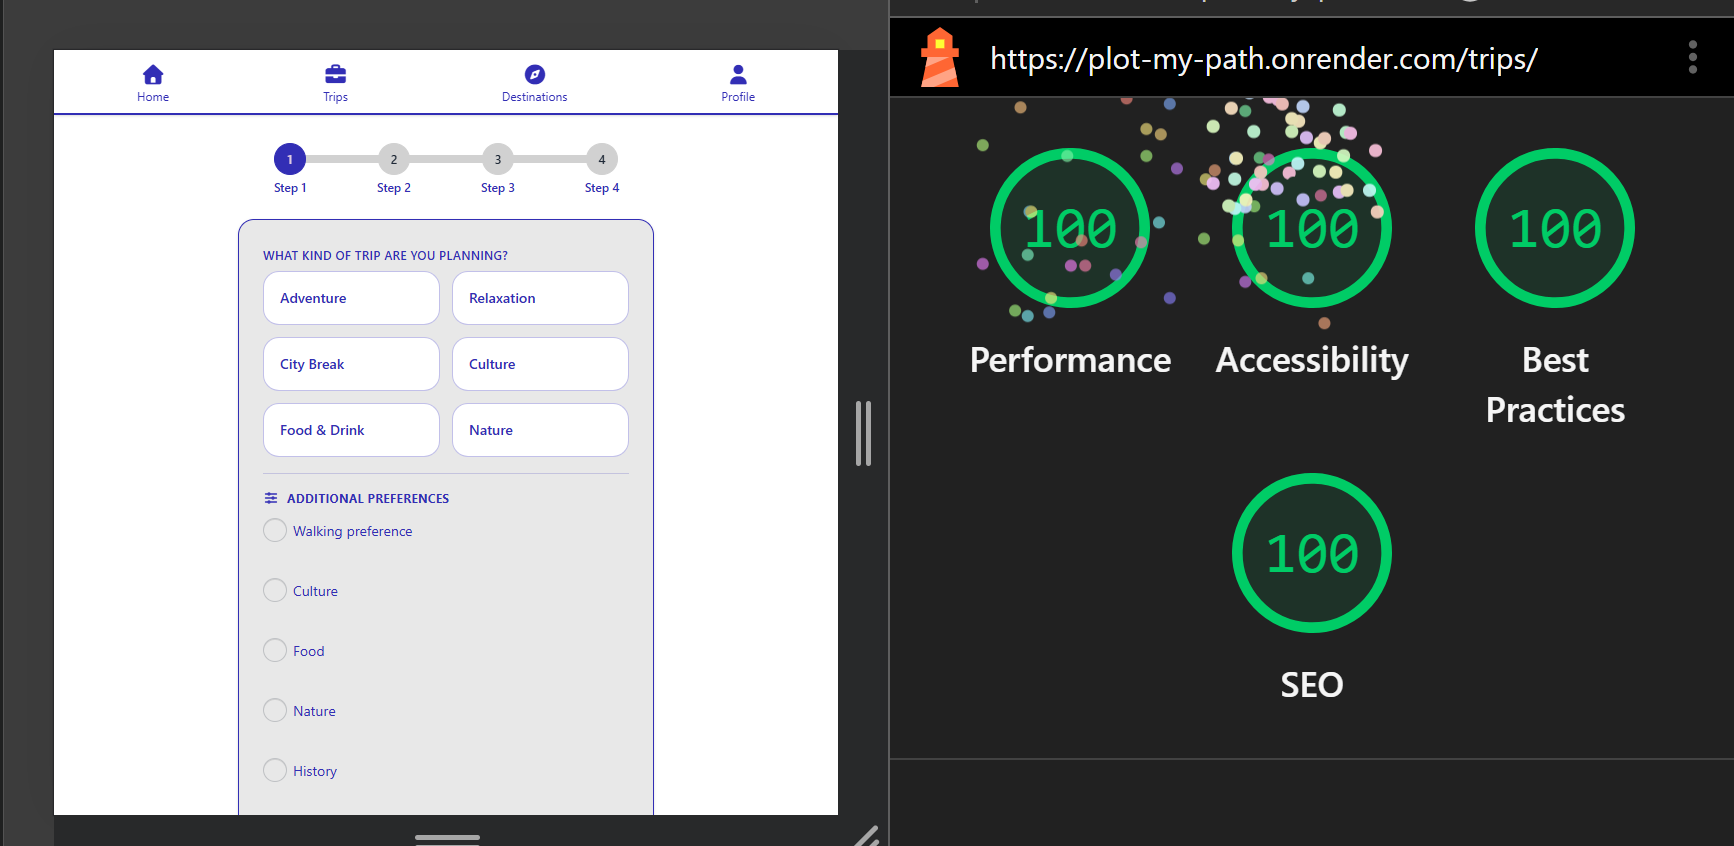 Home
Trips
Destinations
Profile
1
2
3
4
Step 1
Step 2
Step 3
Step 4
WHAT KIND OF TRIP ARE YOU PLANNING?
Adventure
Relaxation
City Break
Culture
Food & Drink
Nature
ADDITIONAL PREFERENCES
Walking preference
Culture
Food
Nature
History
https://plot-my-path.onrender.com/trips/
100
Performance
100
Accessibility
100
Best
Practices
100
SEO